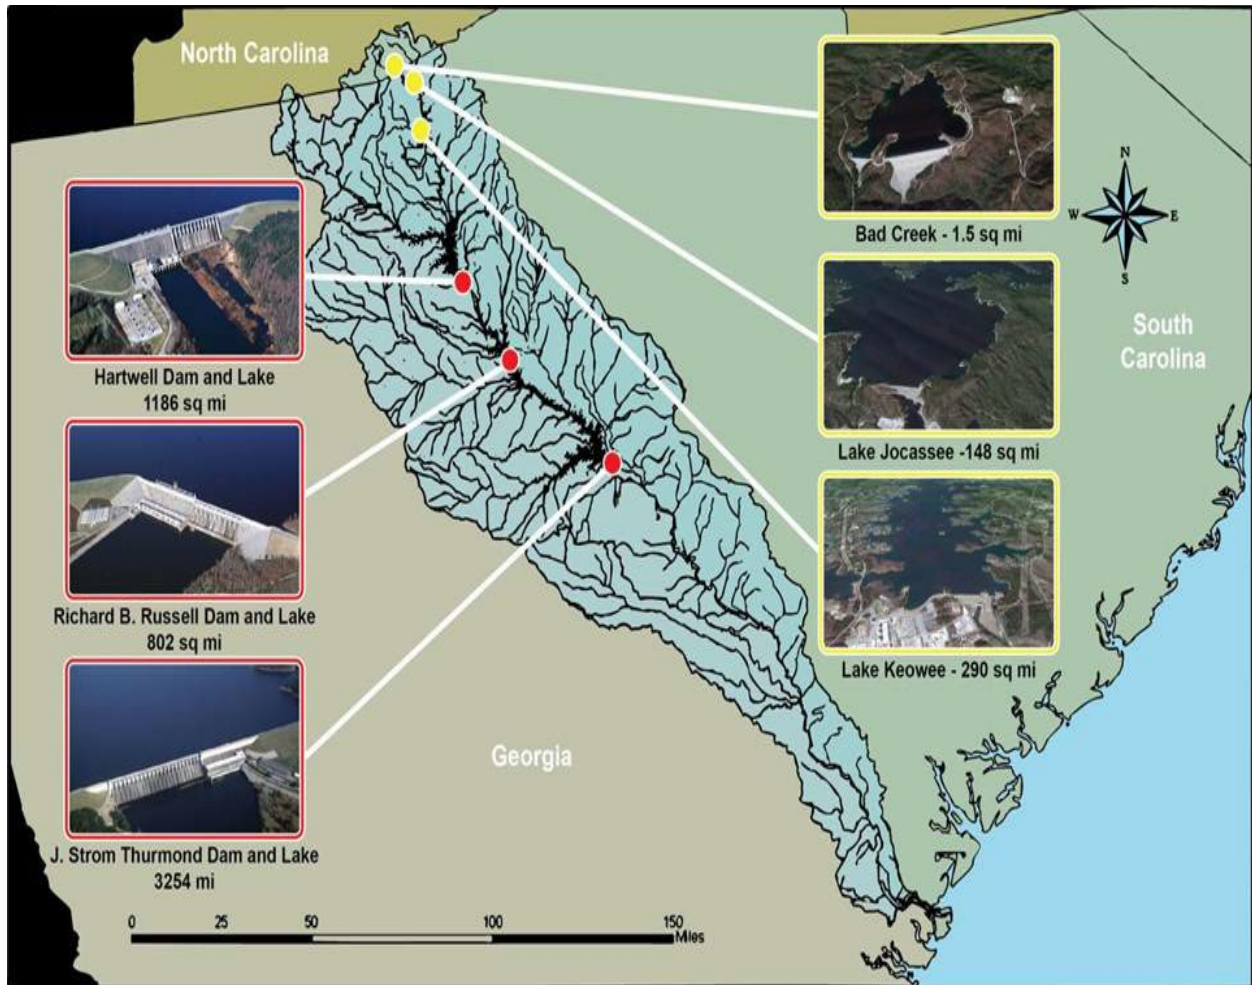 North Carolina
Bad Creek - 1.5 sq mi
N
W
E
S
Lake Jocassee -148 sq mi
South
Carolina
Hartwell Dam and Lake
1186 sq mi
Richard B. Russell Dam and Lake
802 sq mi
Lake Keowee - 290 sq mi
Georgia
J. Strom Thurmond Dam and Lake
3254 mi
0 25 50 100 150
Miles